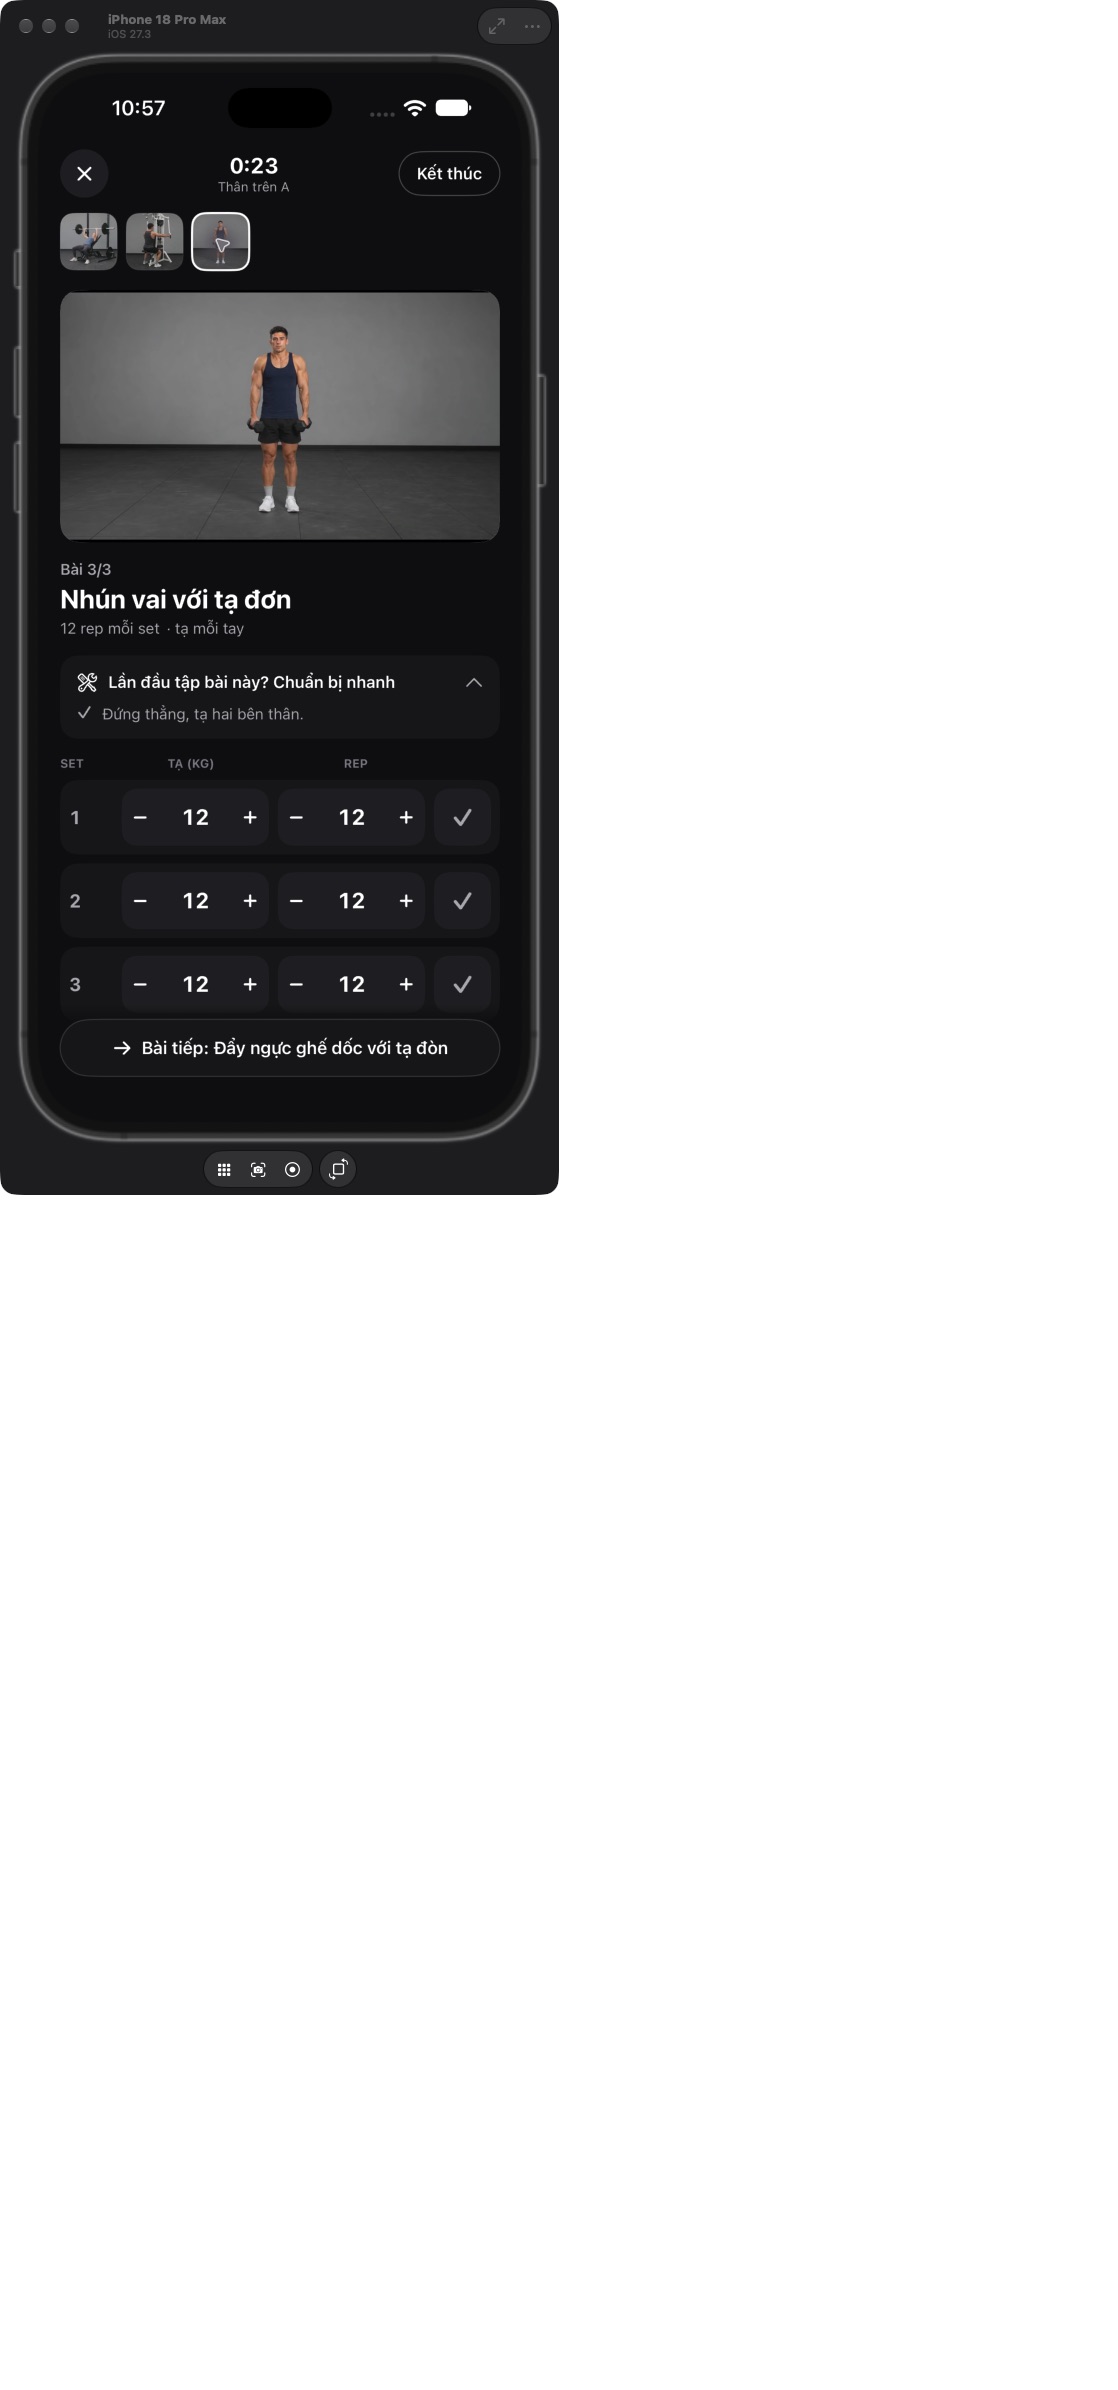 iPhone 18 Pro Max
iOS 27.3
10:57
0:23
Thân trên A
Kết thúc
Bài 3/3
Nhún vai với tạ đơn
12 rep mỗi set · tạ mỗi tay
Lần đầu tập bài này? Chuẩn bị nhanh
Đứng thẳng, tạ hai bên thân.
SET TẠ (KG) REP
1 − 12 + − 12 +
2 − 12 + − 12 +
3 − 12 + − 12 +
→ Bài tiếp: Đẩy ngực ghế dốc với tạ đòn